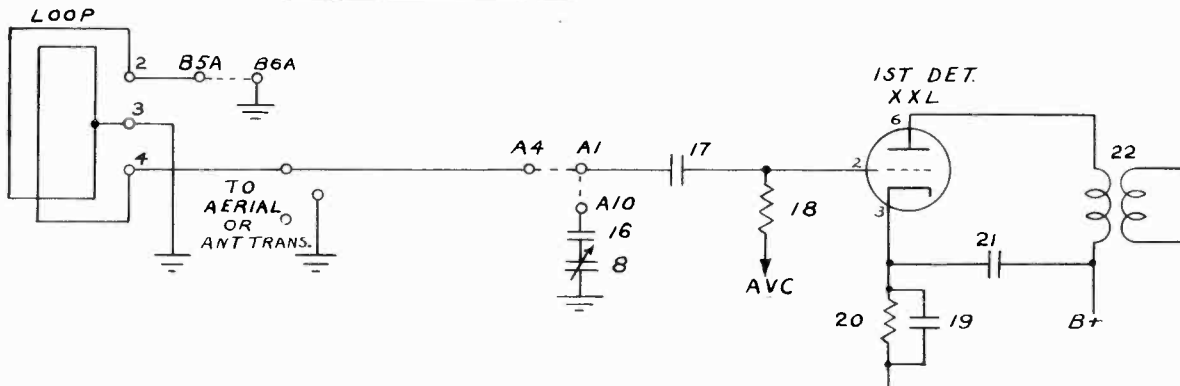 LOOP
2
B5A
B6A
3
4
TO
AERIAL
OR
ANT TRANS.
A4
A1
A10
16
8
17
18
AVC
1ST DET.
XXL
6
2
3
22
21
20
19
B+